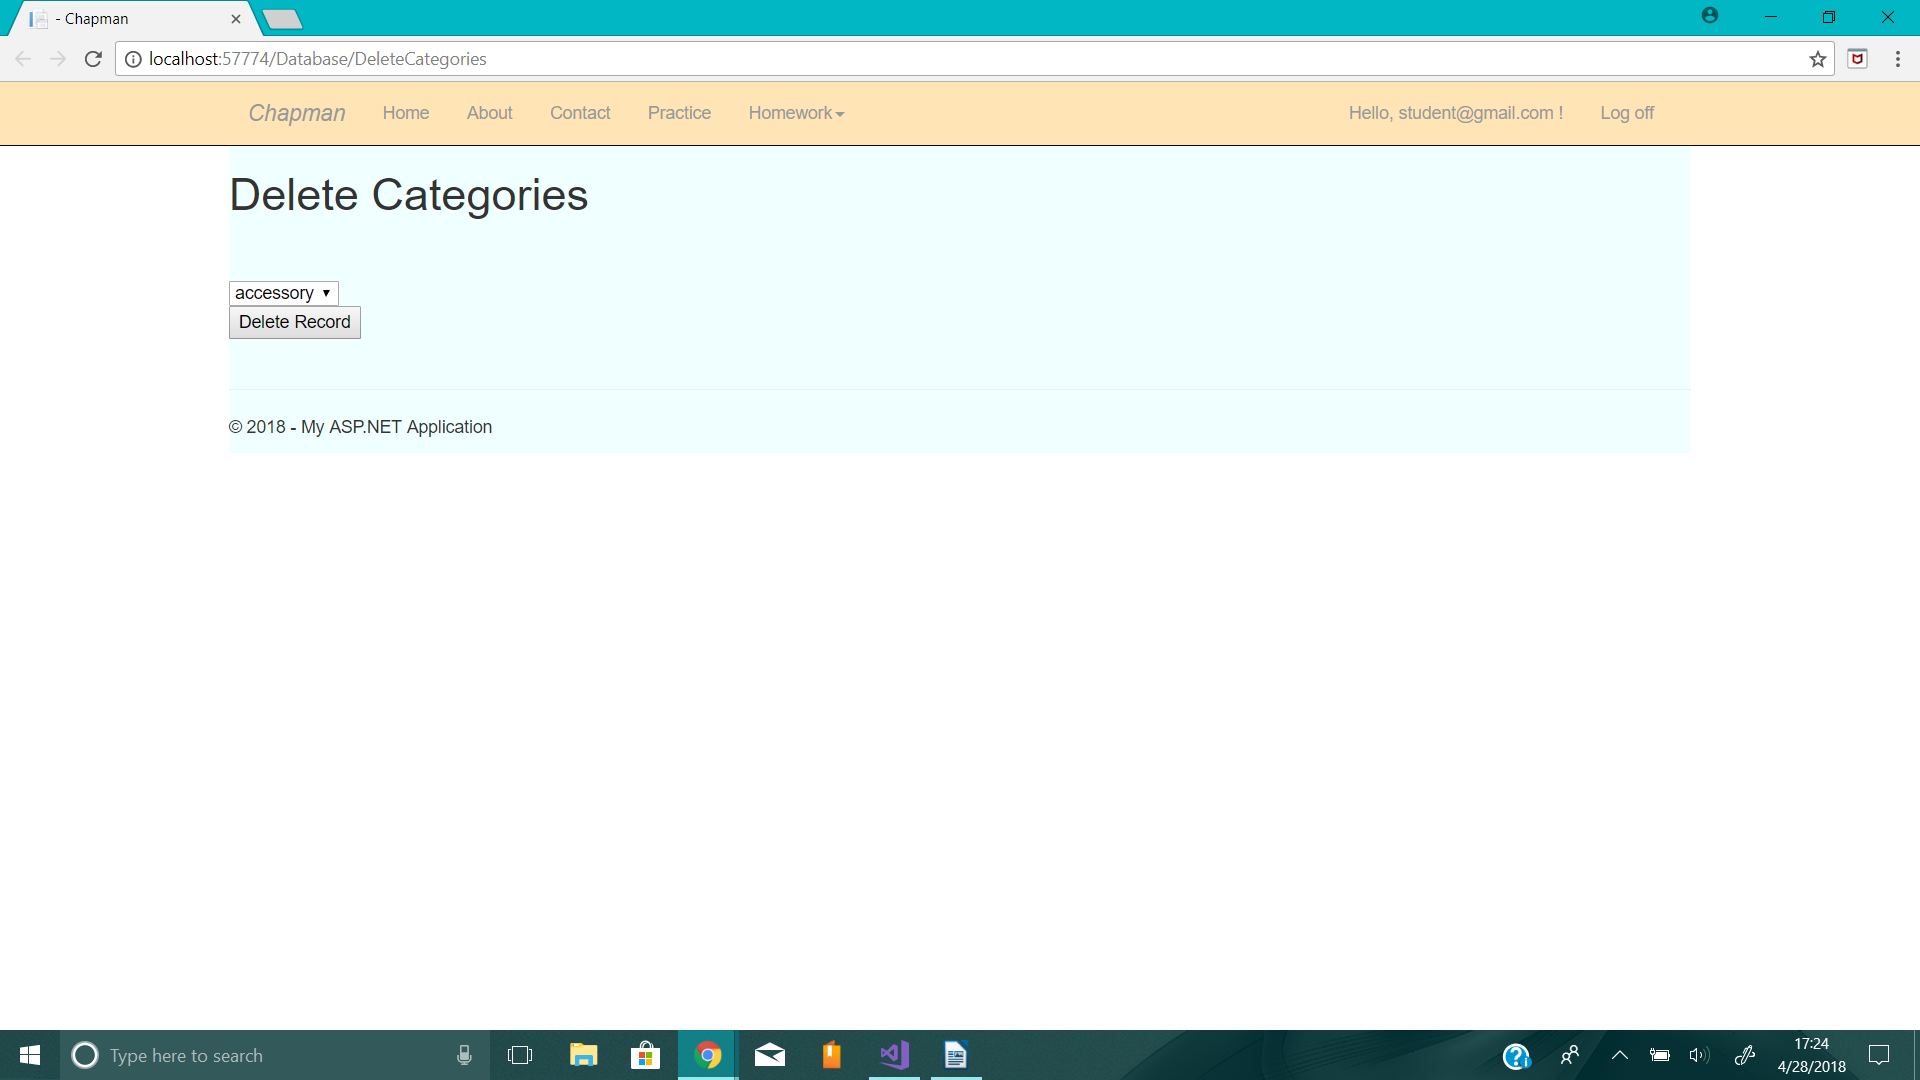 - Chapman
localhost:57774/Database/DeleteCategories
Chapman Home About Contact Practice Homework Hello, student@gmail.com ! Log off
Delete Categories
accessory
Delete Record
© 2018 - My ASP.NET Application
Type here to search
17:24
4/28/2018